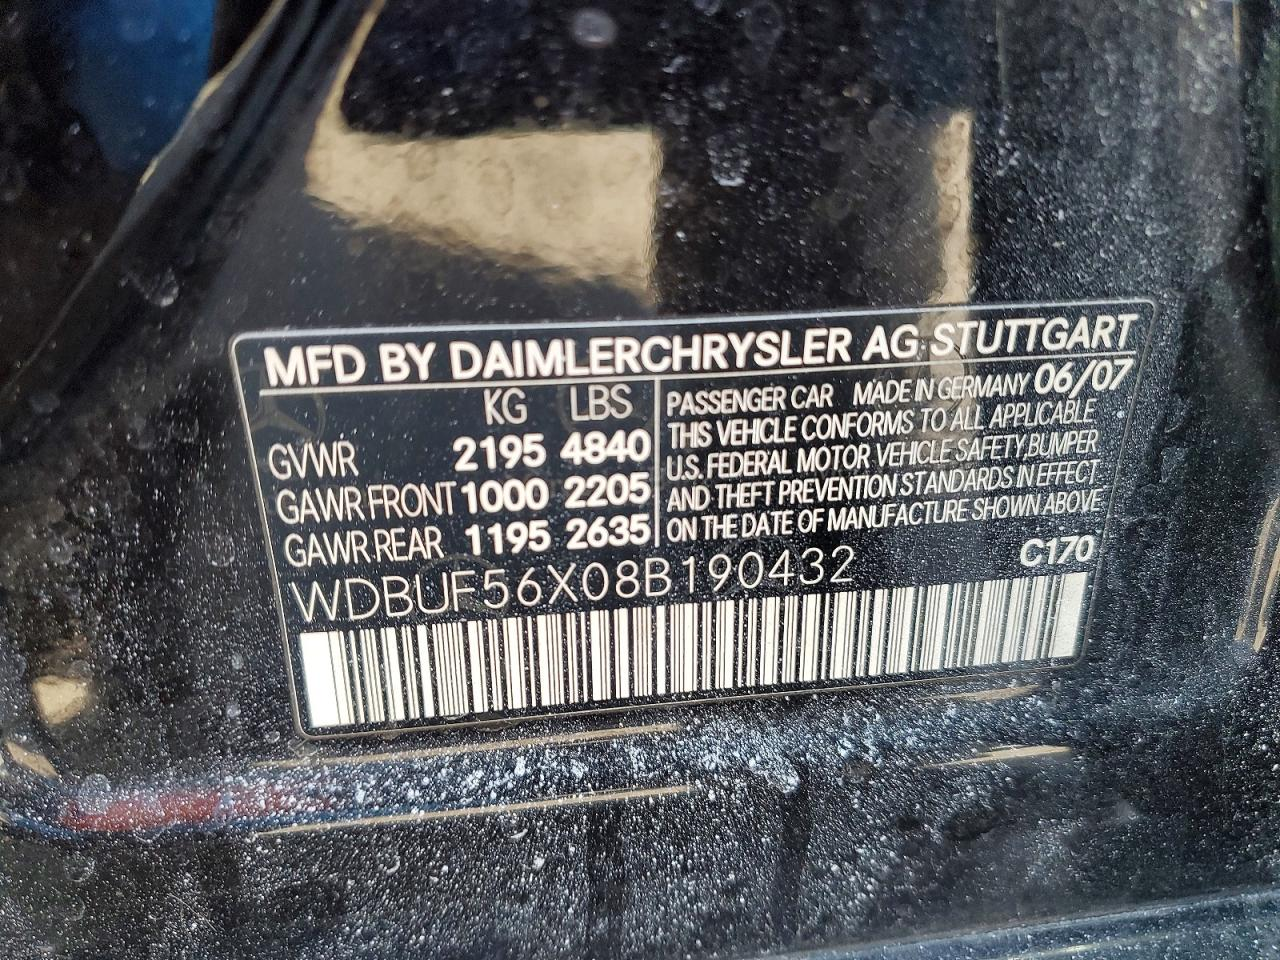 MFD BY DAIMLERCHRYSLER AG STUTTGART
KG LBS
GVWR 2195 4840
GAWR FRONT 1000 2205
GAWR REAR 1195 2635
PASSENGER CAR MADE IN GERMANY 06/07
THIS VEHICLE CONFORMS TO ALL APPLICABLE
U.S. FEDERAL MOTOR VEHICLE SAFETY, BUMPER
AND THEFT PREVENTION STANDARDS IN EFFECT
ON THE DATE OF MANUFACTURE SHOWN ABOVE
WDBUF56X08B190432 C170